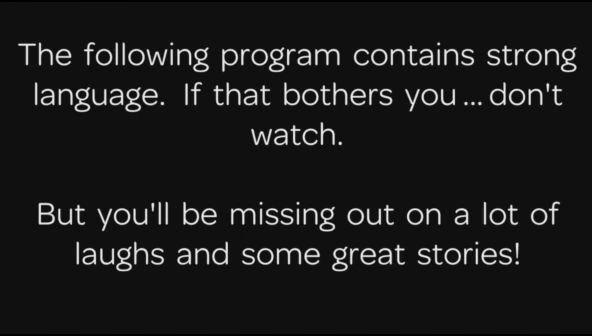 The following program contains strong
language. If that bothers you ... don't
watch.
But you'll be missing out on a lot of
laughs and some great stories!